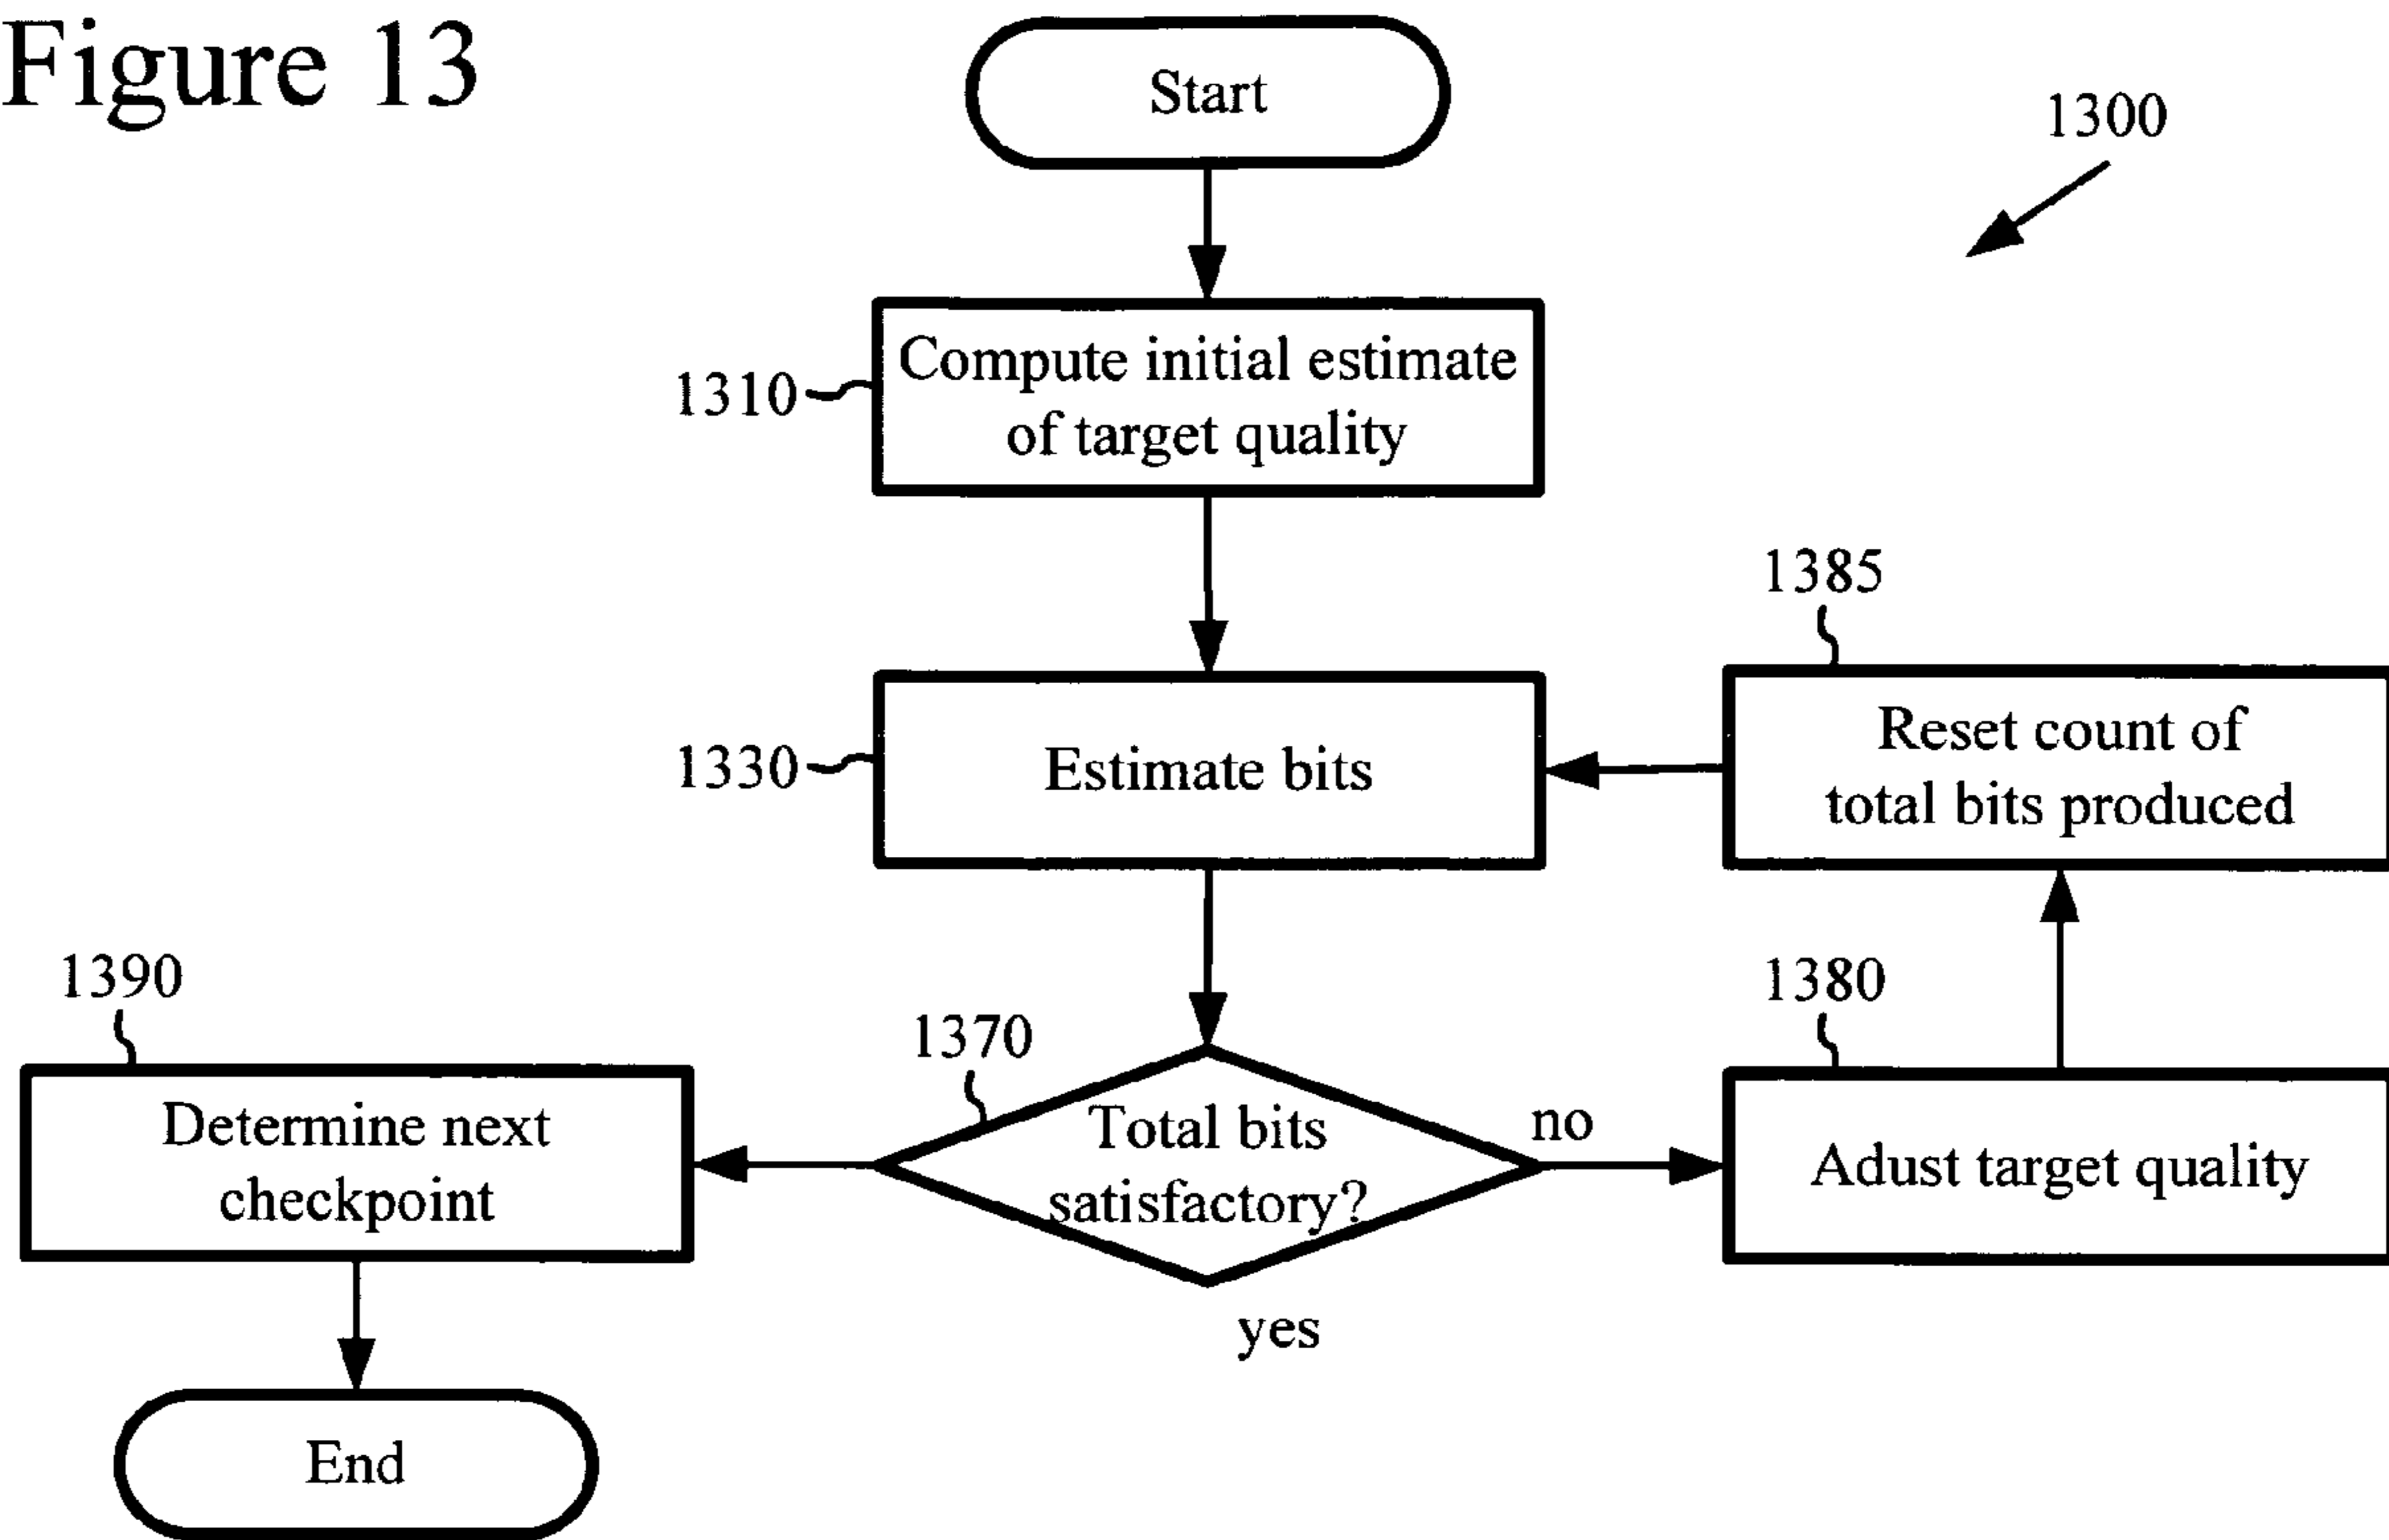 Figure 13
Start
1300
Compute initial estimate
of target quality
1310
1385
Reset count of
total bits produced
1330
Estimate bits
1390
1370
1380
Determine next
checkpoint
Total bits
satisfactory?
no
Adust target quality
yes
End